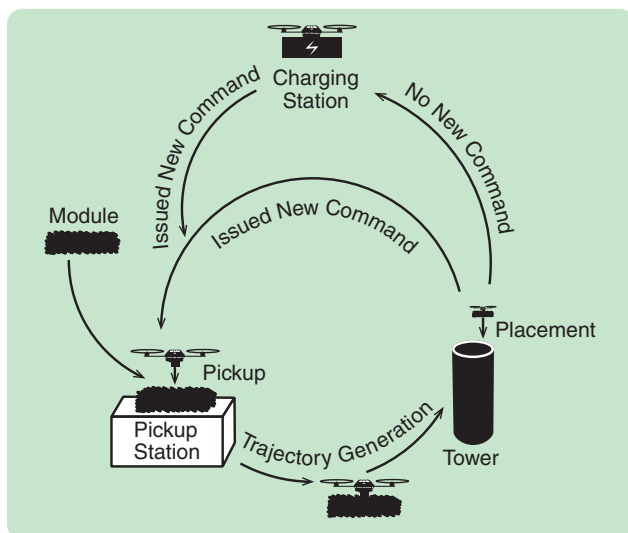 Charging
Station
Issued New Command
No New Command
Issued New Command
Module
Placement
Pickup
Pickup
Station
Trajectory Generation
Tower